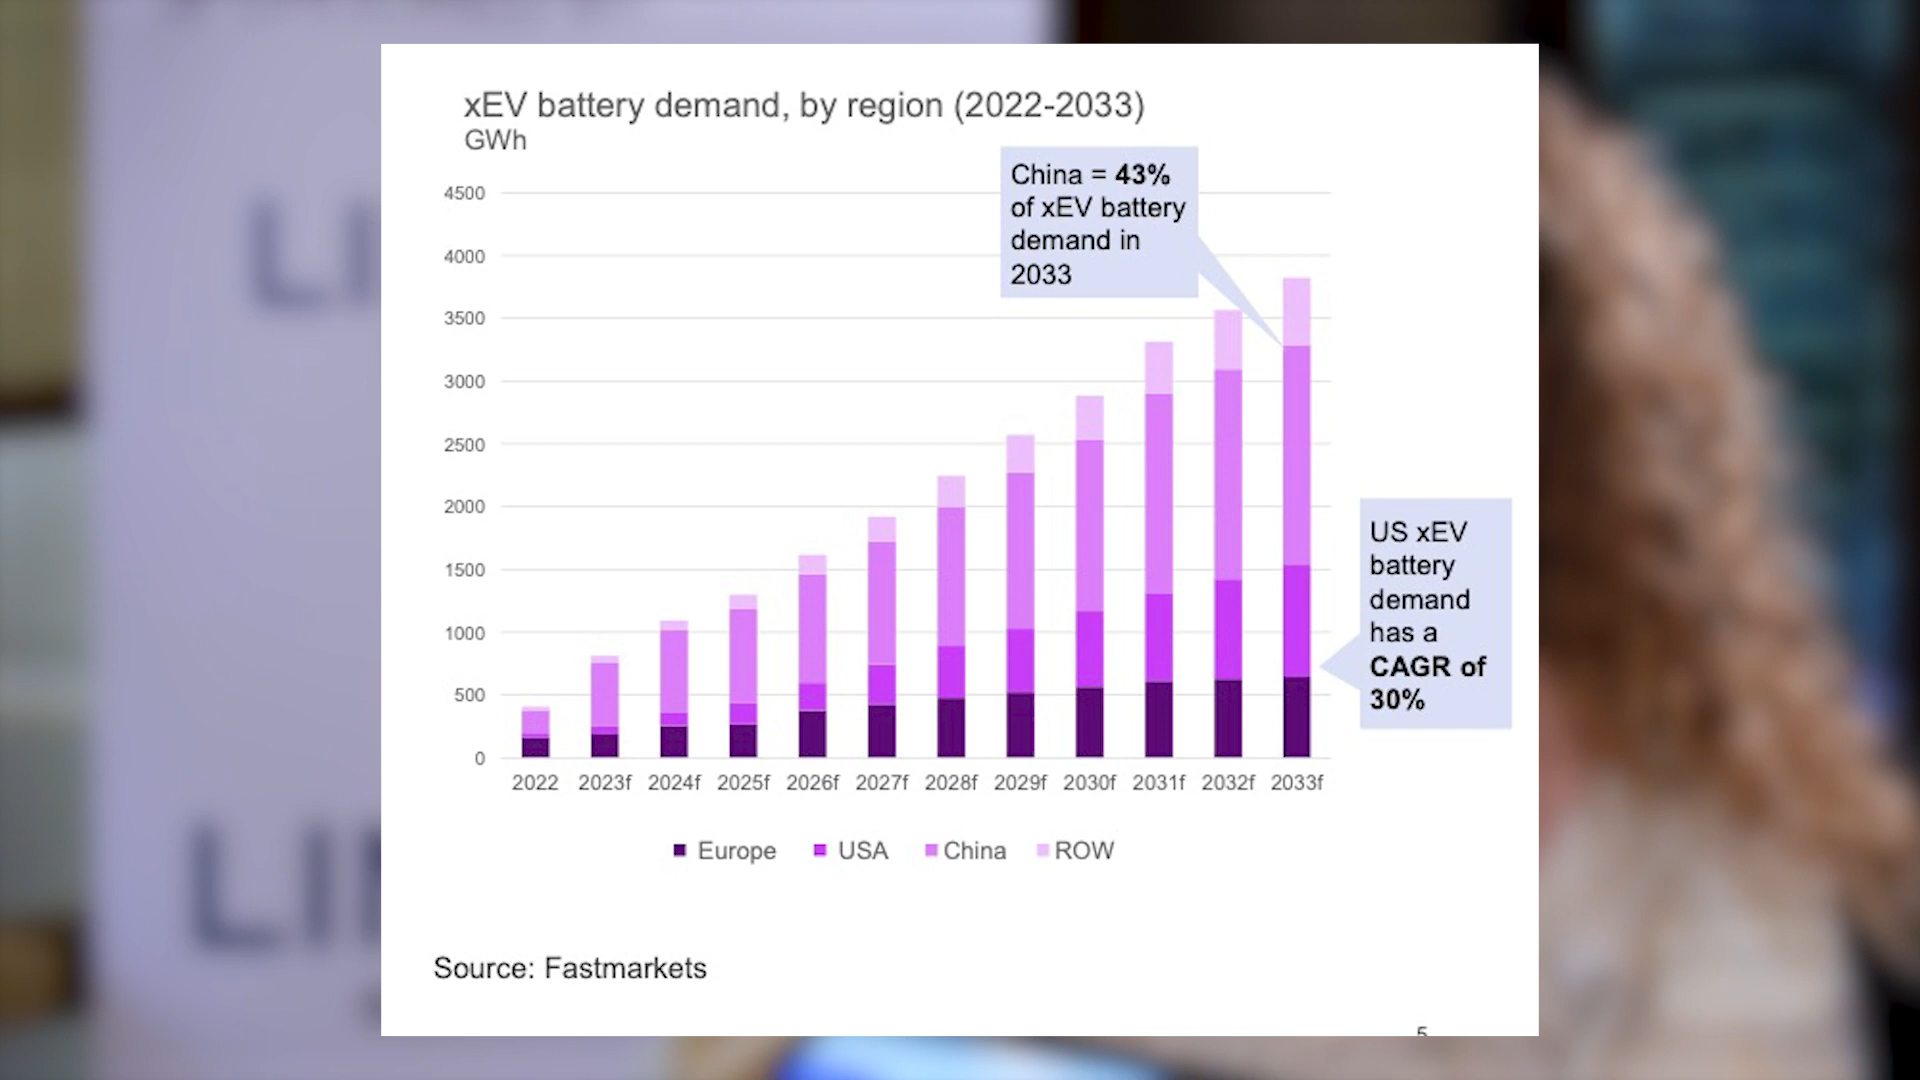 xEV battery demand, by region (2022-2033)
GWh
China = 43%
of xEV battery
demand in
2033
4500
4000
3500
3000
2500
2000
1500
1000
500
0
US xEV
battery
demand
has a
CAGR of
30%
2022 2023f 2024f 2025f 2026f 2027f 2028f 2029f 2030f 2031f 2032f 2033f
Europe USA China ROW
Source: Fastmarkets
5